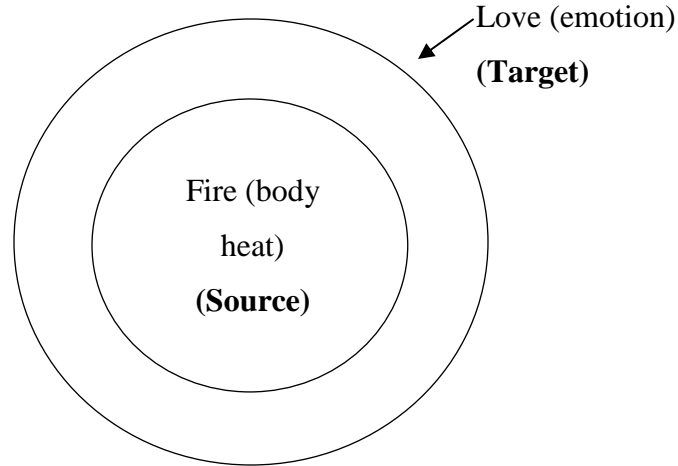 Love (emotion)
(Target)
Fire (body
heat)
(Source)